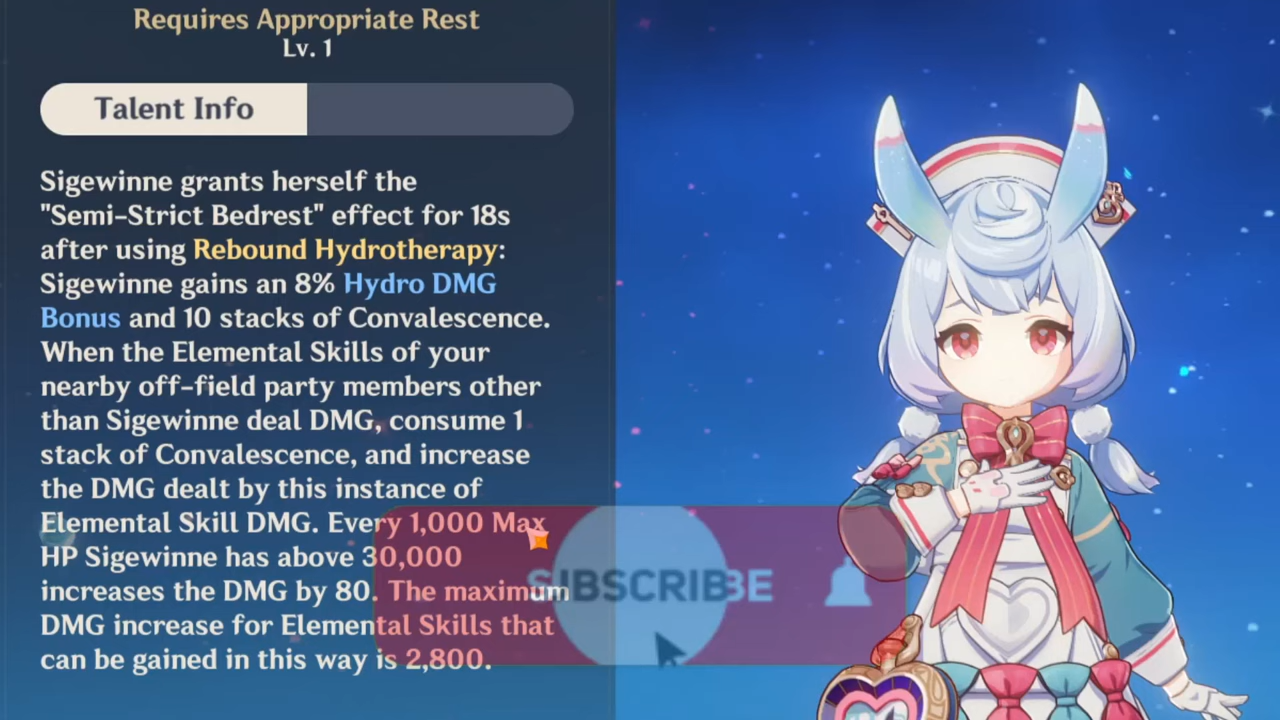 Requires Appropriate Rest
Lv. 1
Talent Info
Sigewinne grants herself the
"Semi-Strict Bedrest" effect for 18s
after using Rebound Hydrotherapy:
Sigewinne gains an 8% Hydro DMG
Bonus and 10 stacks of Convalescence.
When the Elemental Skills of your
nearby off-field party members other
than Sigewinne deal DMG, consume 1
stack of Convalescence, and increase
the DMG dealt by this instance of
Elemental Skill DMG. Every 1,000 Max
HP Sigewinne has above 30,000
increases the DMG by 80. The maximum
DMG increase for Elemental Skills that
can be gained in this way is 2,800.